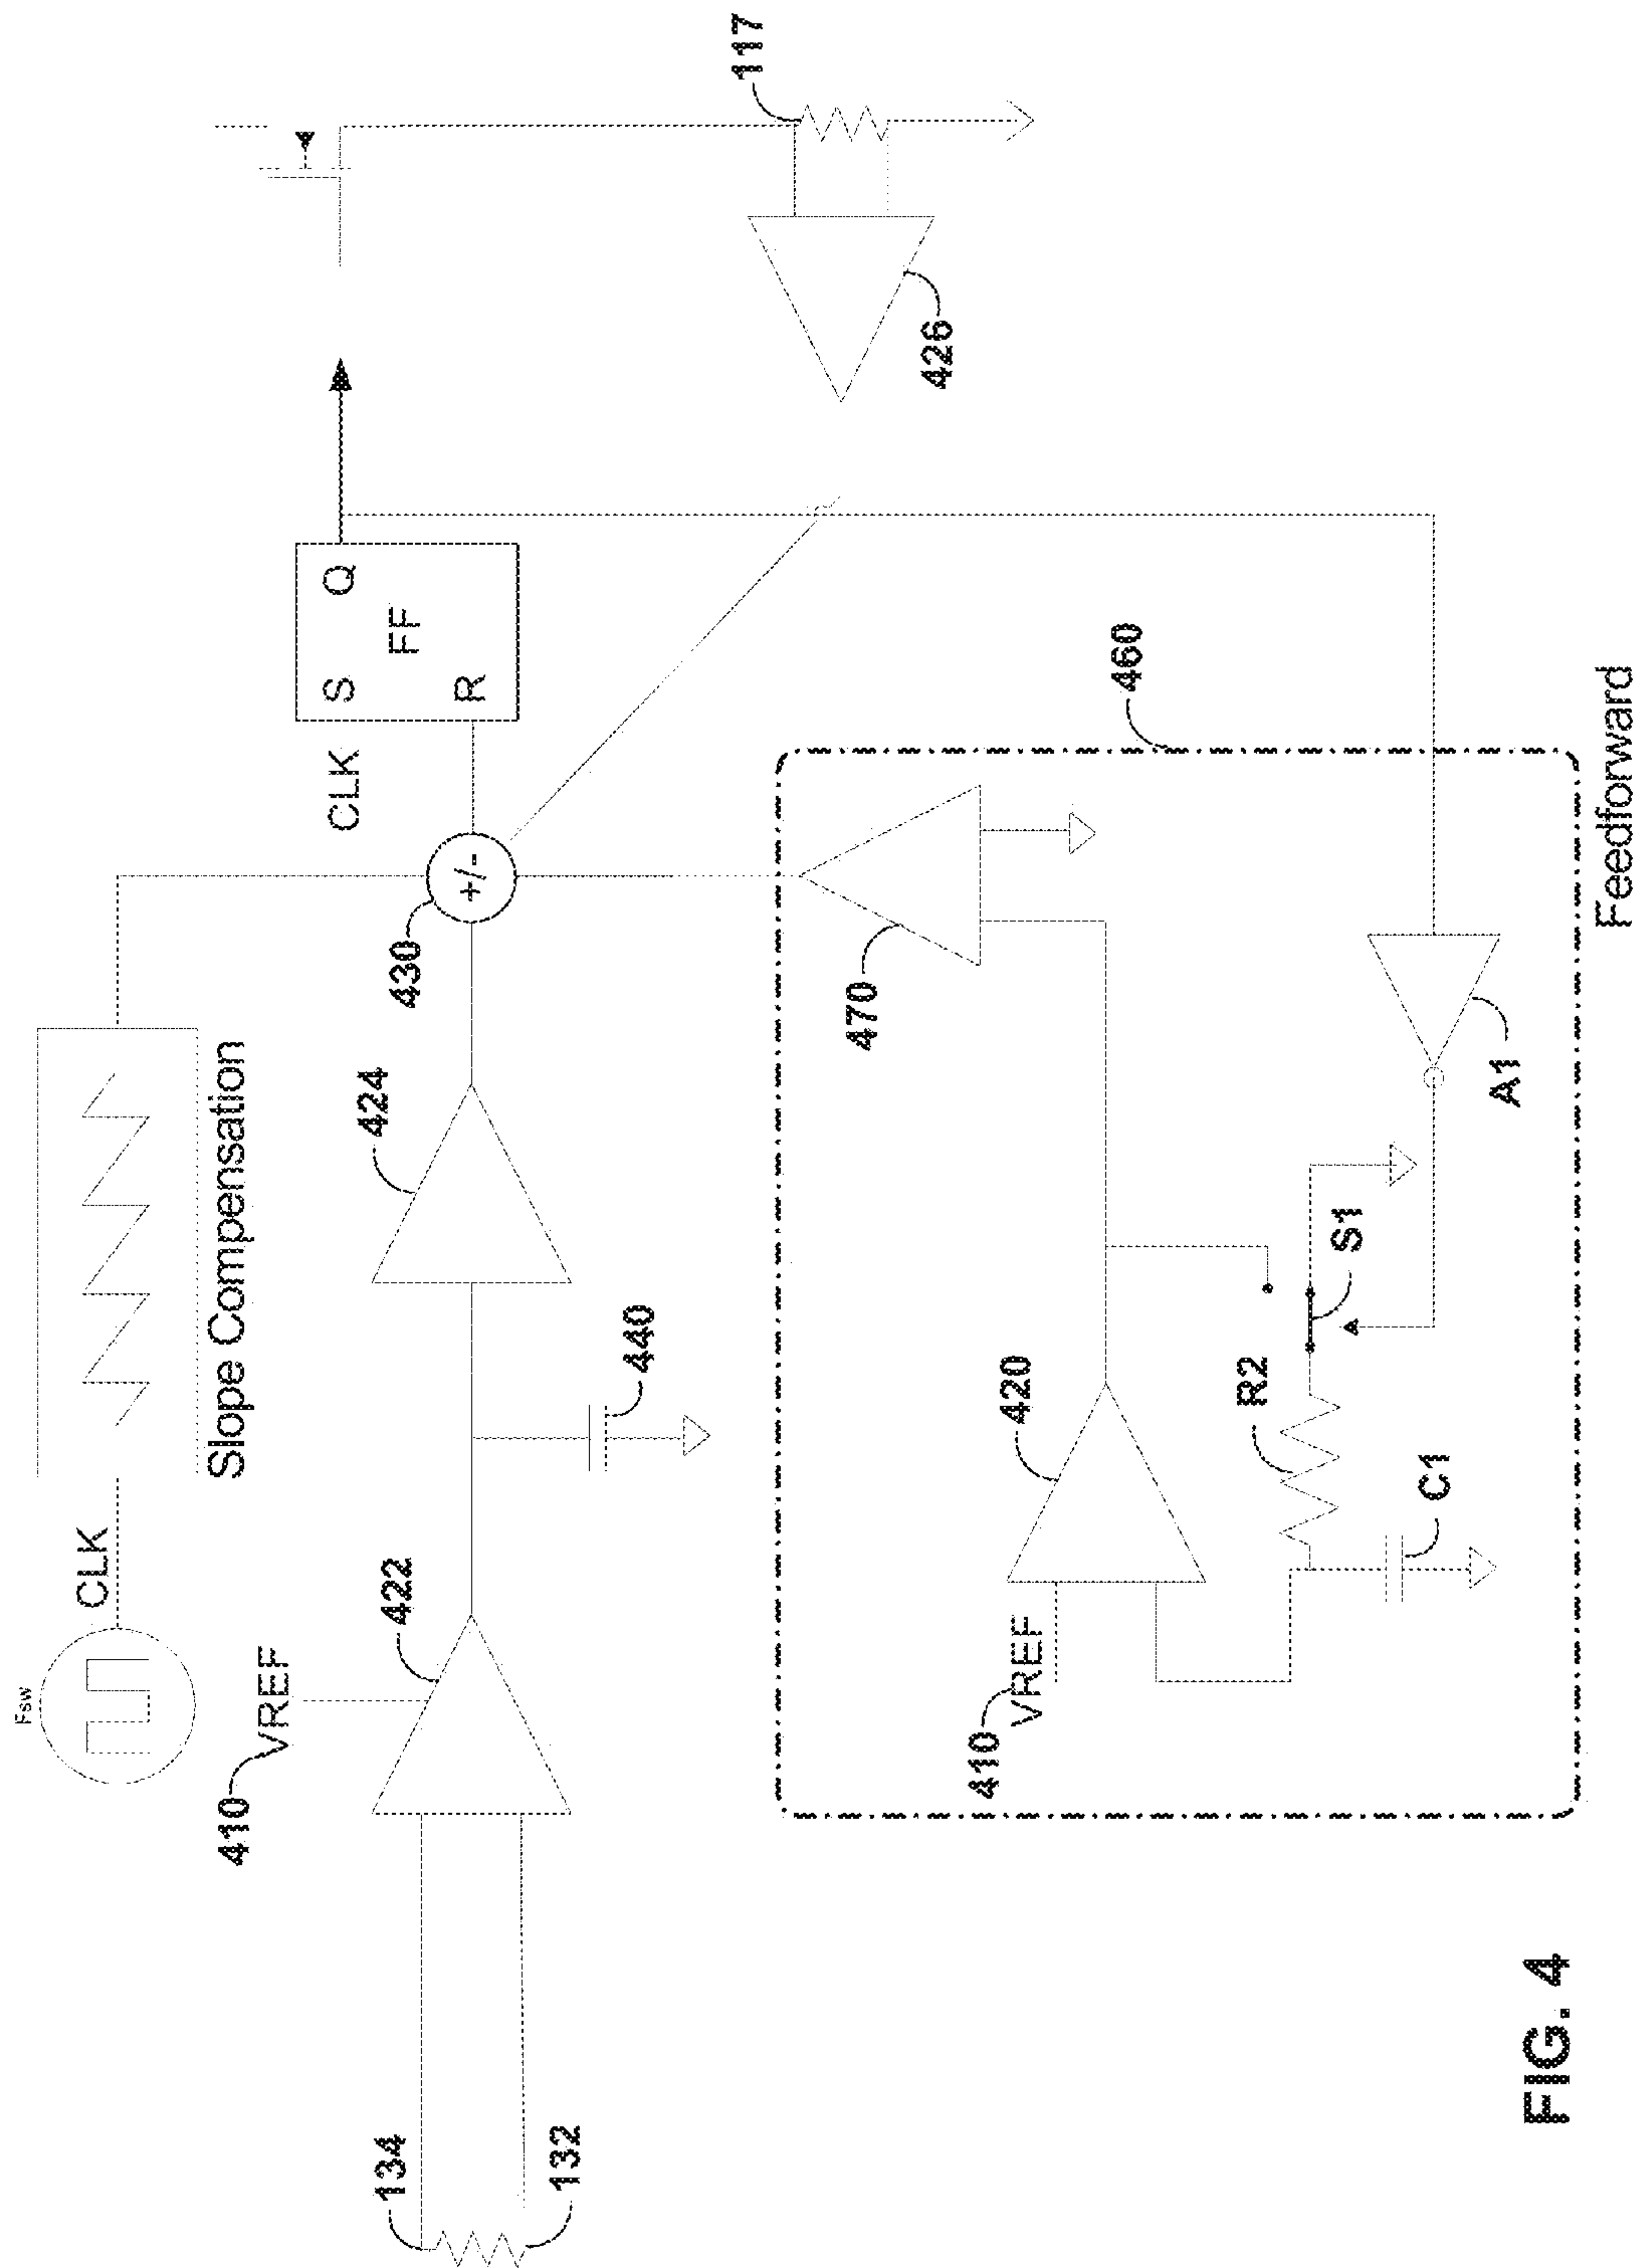 Fsw
CLK
Slope Compensation
410
VREF
422
424
430
+/-
CLK
S
Q
FF
R
134
132
440
117
426
460
470
410
VREF
420
R2
S1
C1
A1
Feedforward
FIG. 4